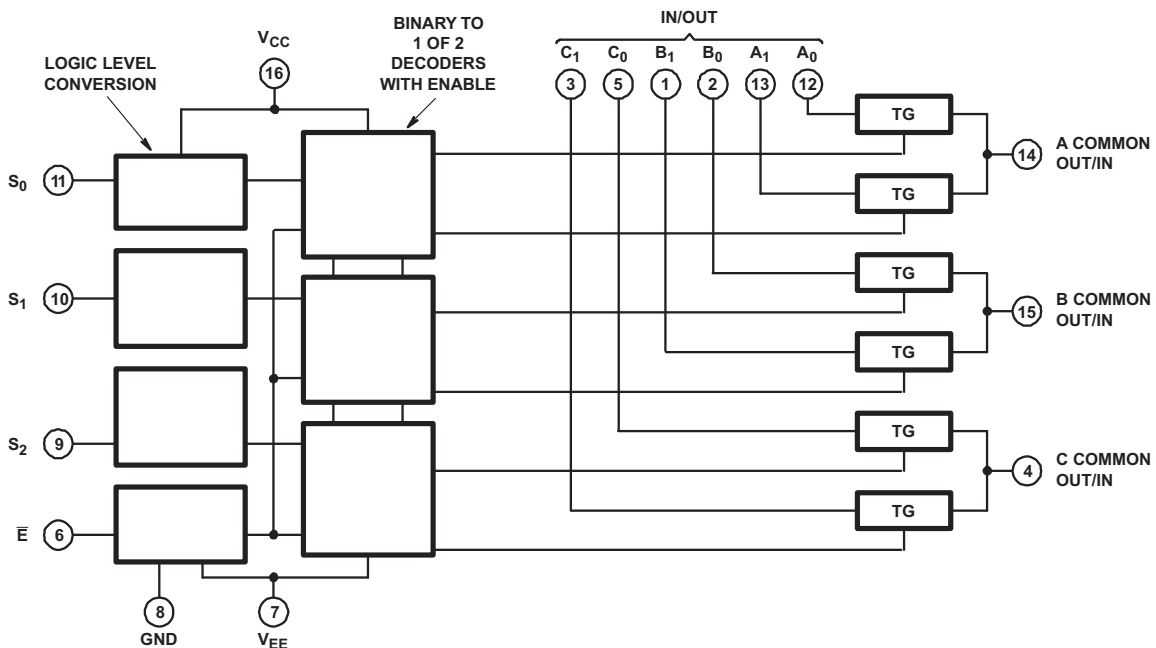 IN/OUT
BINARY TO
1 OF 2
DECODERS
WITH ENABLE
VCC
16
LOGIC LEVEL
CONVERSION
C1 C0 B1 B0 A1 A0
3 5 1 2 13 12
TG
A COMMON
OUT/IN
14
S0 11
TG
TG
B COMMON
OUT/IN
15
S1 10
TG
TG
C COMMON
OUT/IN
4
S2 9
TG
E̅ 6
8
GND
7
VEE